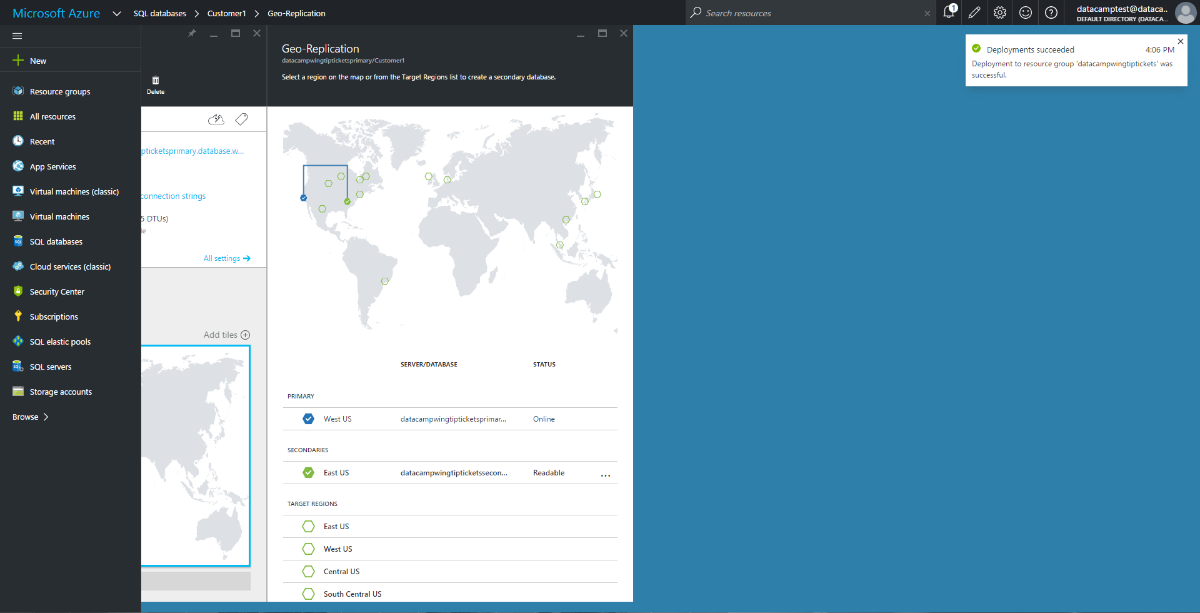 Microsoft Azure
SQL databases > Customer1 > Geo-Replication
Search resources
1
datacamptest@dataca...
DEFAULT DIRECTORY (DATACA...
New
Resource groups
All resources
Recent
App Services
Virtual machines (classic)
Virtual machines
SQL databases
Cloud services (classic)
Security Center
Subscriptions
SQL elastic pools
SQL servers
Storage accounts
Browse >
Delete
pticketsprimary.database.w...
connection strings
5 DTUs)
All settings
Add tiles
Geo-Replication
datacampwingtipticketsprimary/Customer1
Select a region on the map or from the Target Regions list to create a secondary database.
SERVER/DATABASE STATUS
PRIMARY
West US datacampwingtipticketsprimar... Online
SECONDARIES
East US datacampwingtipticketssecon... Readable ...
TARGET REGIONS
East US
West US
Central US
South Central US
Deployments succeeded 4:06 PM
Deployment to resource group 'datacampwingtiptickets' was
successful.